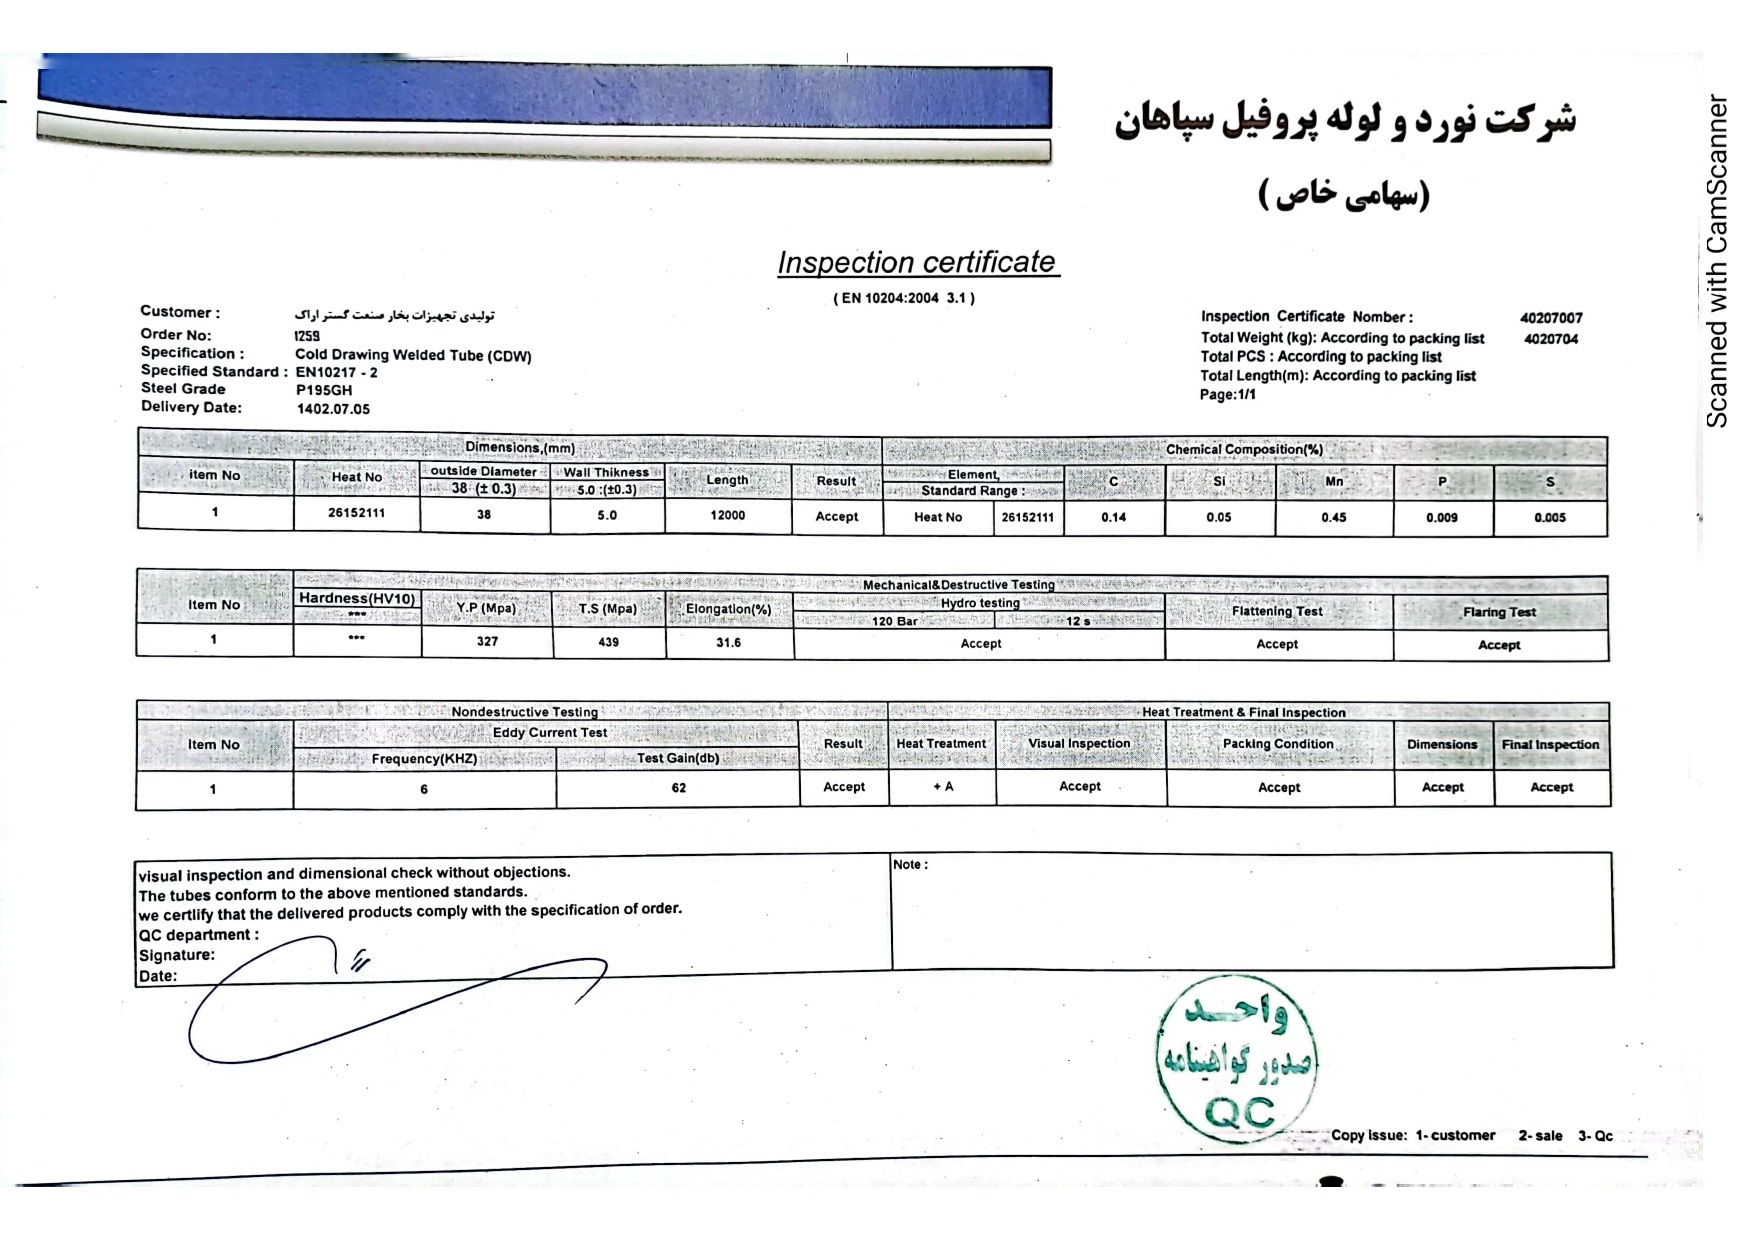 شرکت نورد و لوله پروفیل سپاهان
(سهامی خاص )
Inspection certificate
( EN 10204:2004 3.1 )
Customer : تولیدی تجهیزات بخار صنعت گستر اراک
Order No: 1259
Specification : Cold Drawing Welded Tube (CDW)
Specified Standard : EN10217 - 2
Steel Grade P195GH
Delivery Date: 1402.07.05
Inspection Certificate Nomber : 40207007
Total Weight (kg): According to packing list 4020704
Total PCS : According to packing list
Total Length(m): According to packing list
Page:1/1
Dimensions,(mm) Chemical Composition(%)
item No Heat No outside Diameter Wall Thikness Length Result Element, C Si Mn P S
38 (± 0.3) 5.0 :(±0.3) Standard Range :
1 26152111 38 5.0 12000 Accept Heat No 26152111 0.14 0.05 0.45 0.009 0.005
Mechanical&Destructive Testing
Item No Hardness(HV10) Y.P (Mpa) T.S (Mpa) Elongation(%) Hydro testing Flattening Test Flaring Test
*** 120 Bar 12 s
1 *** 327 439 31.6 Accept Accept Accept
Nondestructive Testing Heat Treatment & Final Inspection
Item No Eddy Current Test Result Heat Treatment Visual Inspection Packing Condition Dimensions Final Inspection
Frequency(KHZ) Test Gain(db)
1 6 62 Accept + A Accept Accept Accept Accept
visual inspection and dimensional check without objections.
The tubes conform to the above mentioned standards.
we certlify that the delivered products comply with the specification of order.
QC department :
Signature:
Date:
Note :
واحد
صدور گواهینامه
QC
Copy issue: 1- customer 2- sale 3- Qc
Scanned with CamScanner